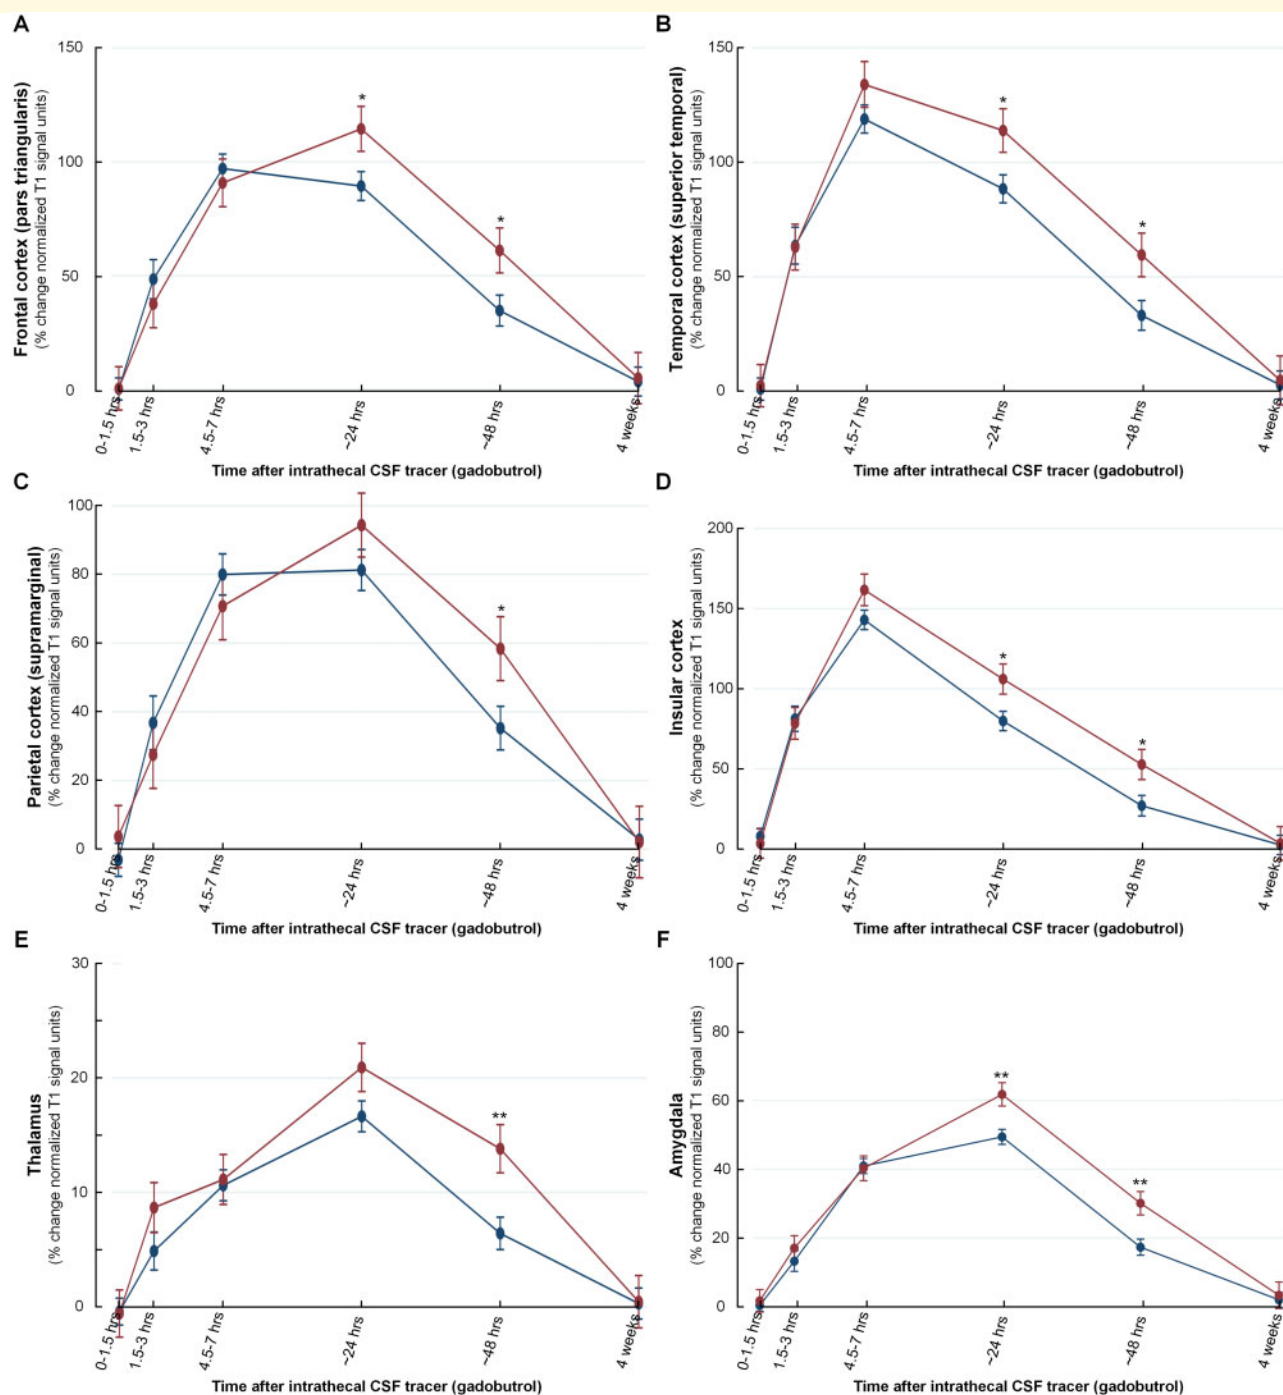 A
Frontal cortex (pars triangularis)
(% change normalized T1 signal units)
150
100
50
0
*
*
0-1.5 hrs
1.5-3 hrs
4.5-7 hrs
~24 hrs
~48 hrs
4 weeks
Time after intrathecal CSF tracer (gadobutrol)
B
Temporal cortex (superior temporal)
(% change normalized T1 signal units)
150
100
50
0
*
*
0-1.5 hrs
1.5-3 hrs
4.5-7 hrs
~24 hrs
~48 hrs
4 weeks
Time after intrathecal CSF tracer (gadobutrol)
C
Parietal cortex (supramarginal)
(% change normalized T1 signal units)
100
80
60
40
20
0
*
0-1.5 hrs
1.5-3 hrs
4.5-7 hrs
~24 hrs
~48 hrs
4 weeks
Time after intrathecal CSF tracer (gadobutrol)
D
Insular cortex
(% change normalized T1 signal units)
200
150
100
50
0
*
*
0-1.5 hrs
1.5-3 hrs
4.5-7 hrs
~24 hrs
~48 hrs
4 weeks
Time after intrathecal CSF tracer (gadobutrol)
E
Thalamus
(% change normalized T1 signal units)
30
20
10
0
**
0-1.5 hrs
1.5-3 hrs
4.5-7 hrs
~24 hrs
~48 hrs
4 weeks
Time after intrathecal CSF tracer (gadobutrol)
F
Amygdala
(% change normalized T1 signal units)
100
80
60
40
20
0
**
**
0-1.5 hrs
1.5-3 hrs
4.5-7 hrs
~24 hrs
~48 hrs
4 weeks
Time after intrathecal CSF tracer (gadobutrol)